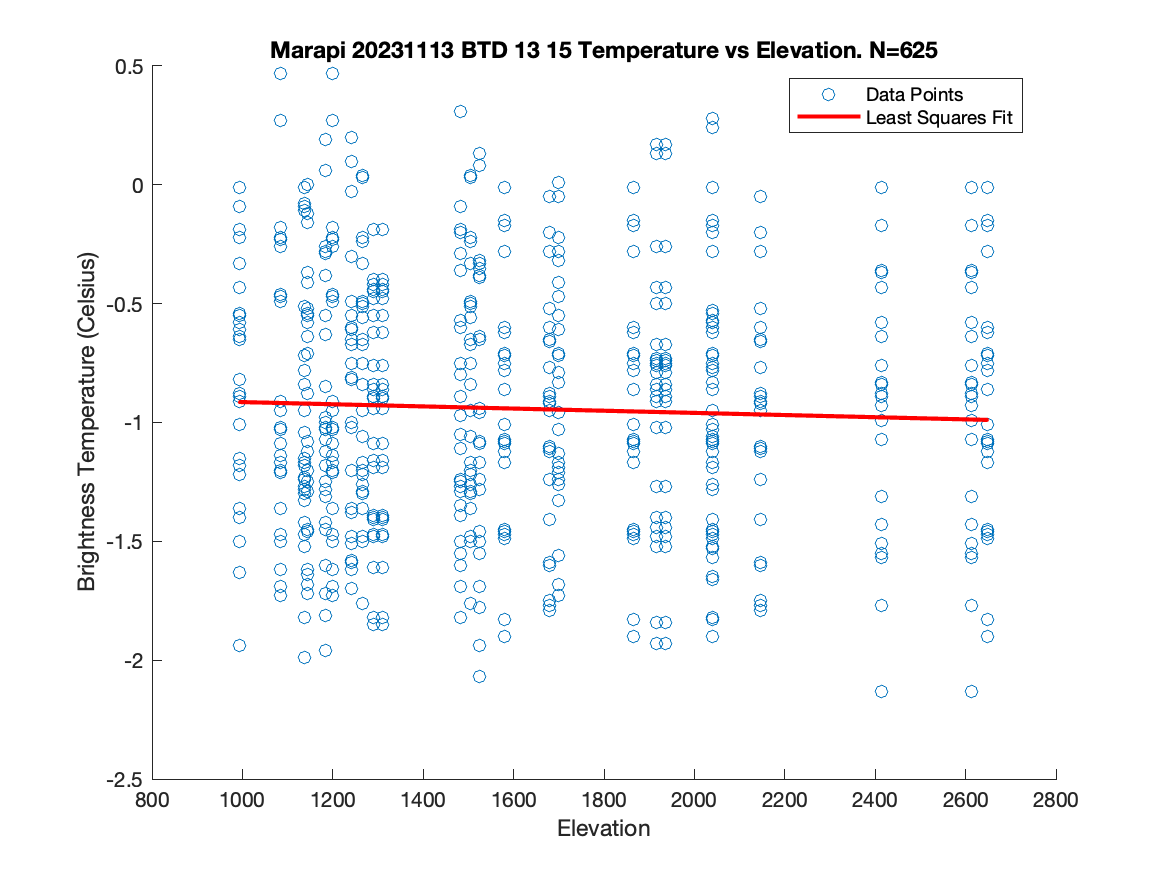 Marapi 20231113 BTD 13 15 Temperature vs Elevation. N=625
Data Points
Least Squares Fit
Brightness Temperature (Celsius)
0.5
0
-0.5
-1
-1.5
-2
-2.5
800 1000 1200 1400 1600 1800 2000 2200 2400 2600 2800
Elevation